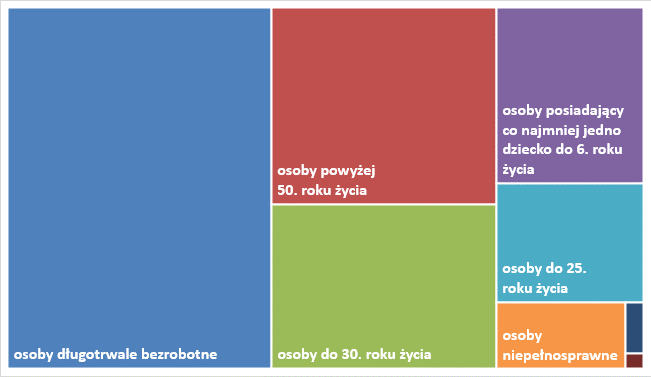 osoby długotrwale bezrobotne
osoby powyżej
50. roku życia
osoby do 30. roku życia
osoby posiadający
co najmniej jedno
dziecko do 6. roku
życia
osoby do 25.
roku życia
osoby
niepełnosprawne